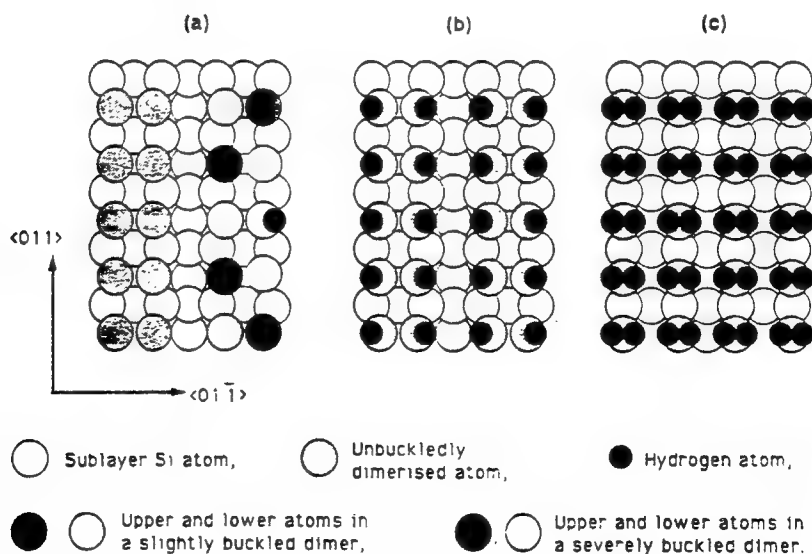 (a) (b) (c)
<011>
<01̅1>
Sublayer Si atom,
Unbuckledly
dimerised atom,
Hydrogen atom,
Upper and lower atoms in
a slightly buckled dimer,
Upper and lower atoms in
a severely buckled dimer.